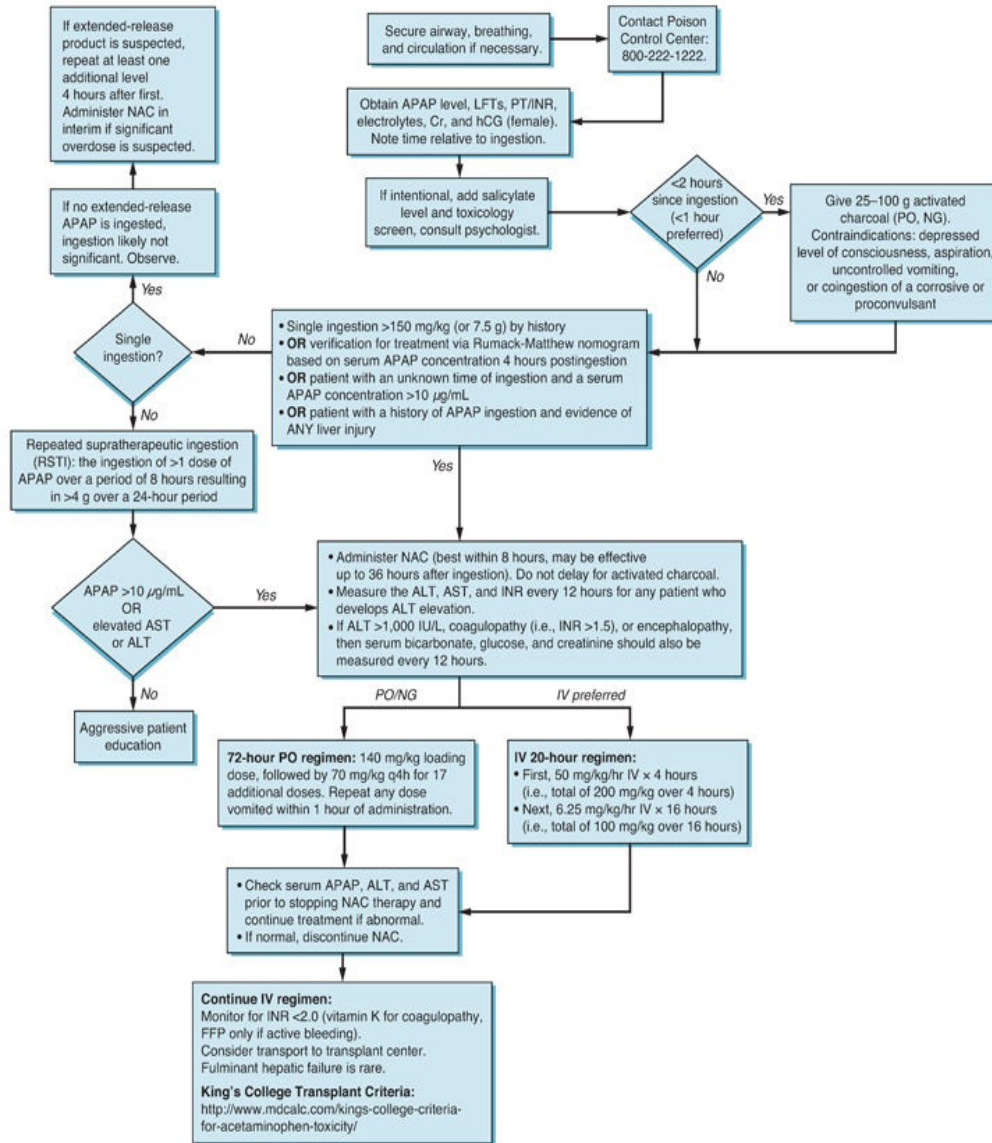 Secure airway, breathing,
and circulation if necessary.
Contact Poison
Control Center:
800-222-1222.
Obtain APAP level, LFTs, PT/INR,
electrolytes, Cr, and hCG (female).
Note time relative to ingestion.
If intentional, add salicylate
level and toxicology
screen, consult psychologist.
<2 hours
since ingestion
(<1 hour
preferred)
Yes
No
Give 25–100 g activated
charcoal (PO, NG).
Contraindications: depressed
level of consciousness, aspiration,
uncontrolled vomiting,
or coingestion of a corrosive or
proconvulsant
• Single ingestion >150 mg/kg (or 7.5 g) by history
• OR verification for treatment via Rumack-Matthew nomogram
based on serum APAP concentration 4 hours postingestion
• OR patient with an unknown time of ingestion and a serum
APAP concentration >10 µg/mL
• OR patient with a history of APAP ingestion and evidence of
ANY liver injury
No
Yes
Single
ingestion?
Yes
No
If no extended-release
APAP is ingested,
ingestion likely not
significant. Observe.
If extended-release
product is suspected,
repeat at least one
additional level
4 hours after first.
Administer NAC in
interim if significant
overdose is suspected.
Repeated supratherapeutic ingestion
(RSTI): the ingestion of >1 dose of
APAP over a period of 8 hours resulting
in >4 g over a 24-hour period
APAP >10 µg/mL
OR
elevated AST
or ALT
Yes
No
Aggressive patient
education
• Administer NAC (best within 8 hours, may be effective
up to 36 hours after ingestion). Do not delay for activated charcoal.
• Measure the ALT, AST, and INR every 12 hours for any patient who
develops ALT elevation.
• If ALT >1,000 IU/L, coagulopathy (i.e., INR >1.5), or encephalopathy,
then serum bicarbonate, glucose, and creatinine should also be
measured every 12 hours.
PO/NG
IV preferred
72-hour PO regimen: 140 mg/kg loading
dose, followed by 70 mg/kg q4h for 17
additional doses. Repeat any dose
vomited within 1 hour of administration.
IV 20-hour regimen:
• First, 50 mg/kg/hr IV × 4 hours
(i.e., total of 200 mg/kg over 4 hours)
• Next, 6.25 mg/kg/hr IV × 16 hours
(i.e., total of 100 mg/kg over 16 hours)
• Check serum APAP, ALT, and AST
prior to stopping NAC therapy and
continue treatment if abnormal.
• If normal, discontinue NAC.
Continue IV regimen:
Monitor for INR <2.0 (vitamin K for coagulopathy,
FFP only if active bleeding).
Consider transport to transplant center.
Fulminant hepatic failure is rare.
King's College Transplant Criteria:
http://www.mdcalc.com/kings-college-criteria-
for-acetaminophen-toxicity/